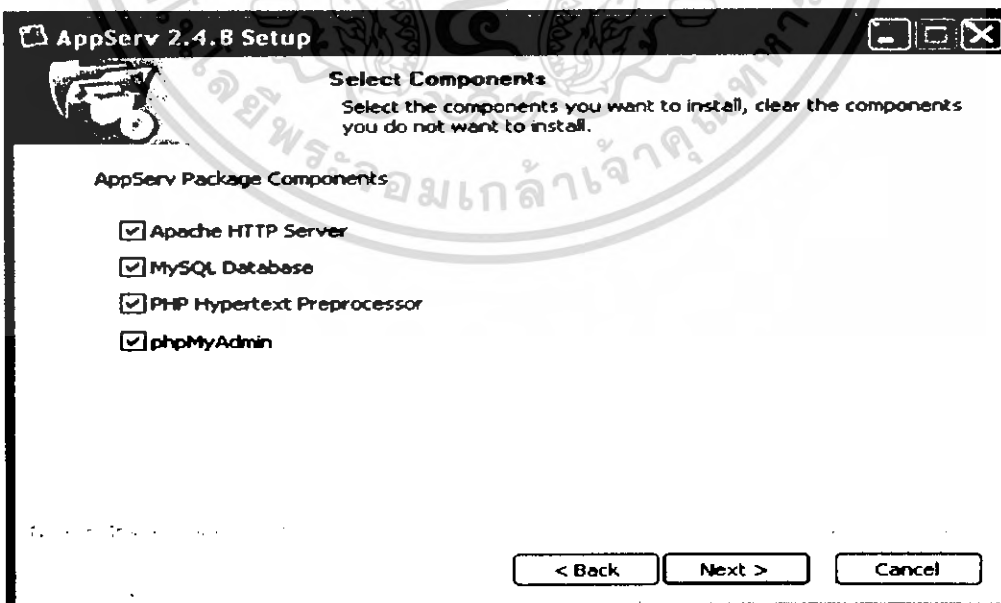 AppServ 2.4.8 Setup
Select Components
Select the components you want to install, clear the components
you do not want to install.
AppServ Package Components
Apache HTTP Server
MySQL Database
PHP Hypertext Preprocessor
phpMyAdmin
< Back
Next >
Cancel